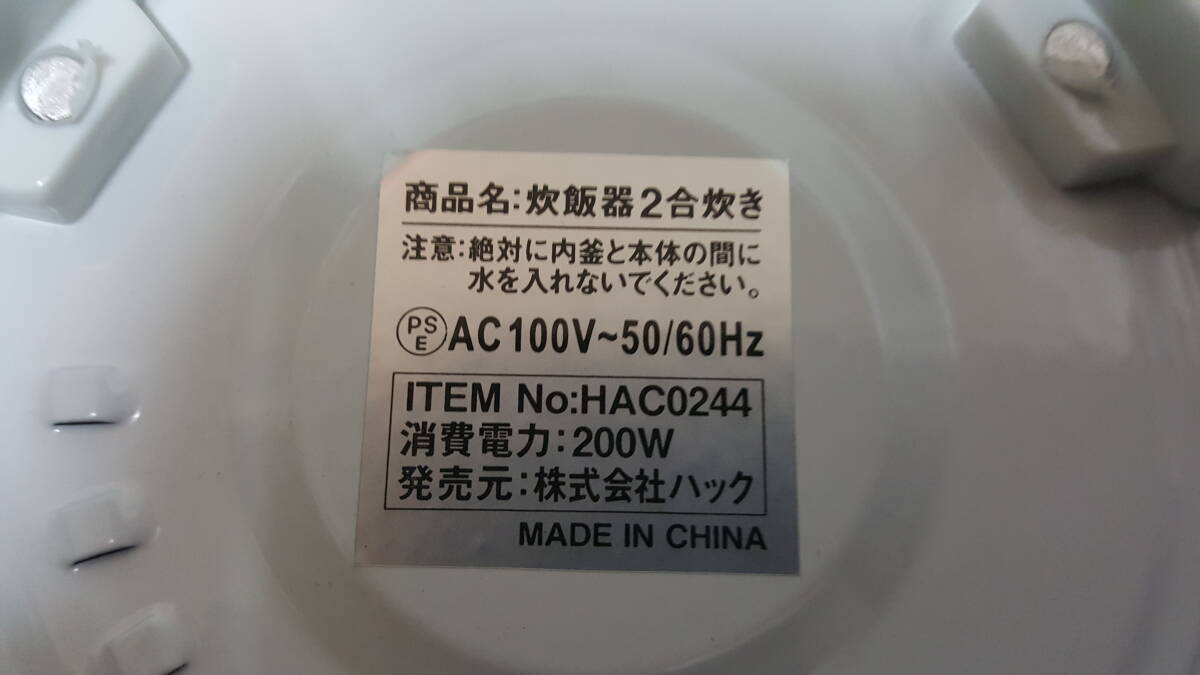 商品名:炊飯器2合炊き
注意:絶対に内釜と本体の間に
水を入れないでください。
PSE AC100V~50/60Hz
ITEM No:HAC0244
消費電力:200W
発売元:株式会社ハック
MADE IN CHINA